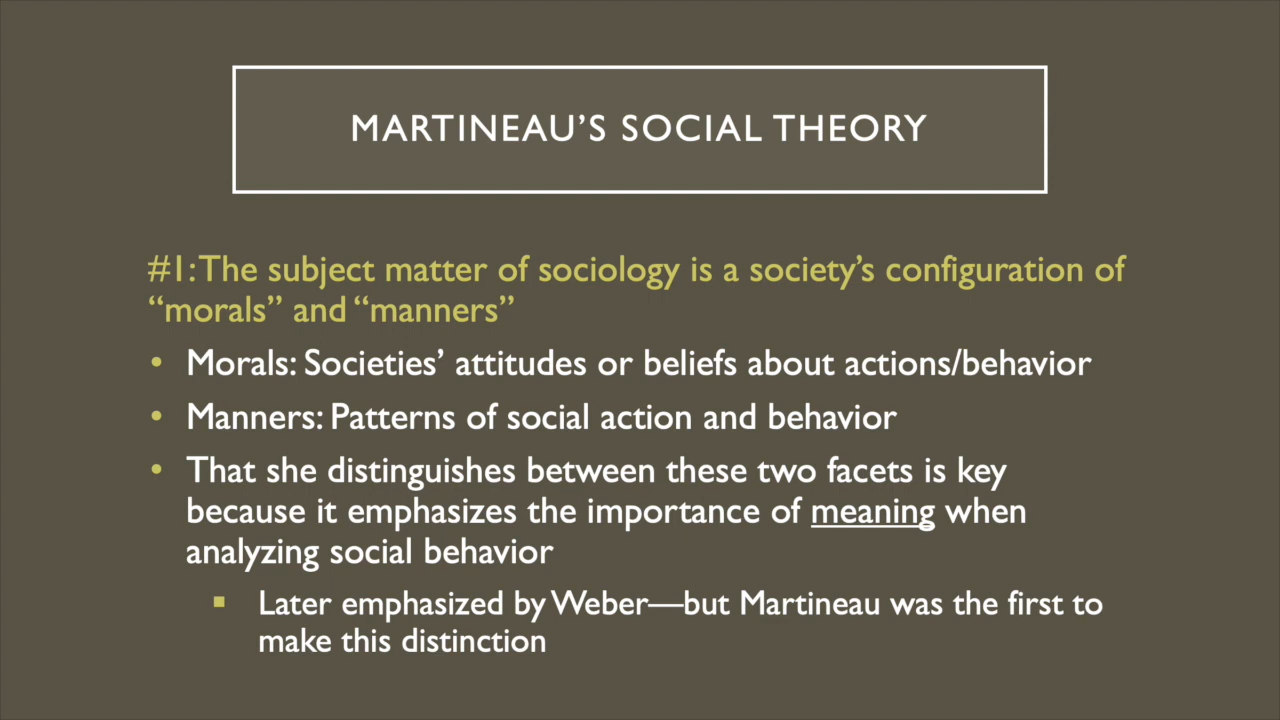 MARTINEAU’S SOCIAL THEORY
#1: The subject matter of sociology is a society’s configuration of
“morals” and “manners”
• Morals: Societies’ attitudes or beliefs about actions/behavior
• Manners: Patterns of social action and behavior
• That she distinguishes between these two facets is key
because it emphasizes the importance of meaning when
analyzing social behavior
▪ Later emphasized by Weber—but Martineau was the first to
make this distinction